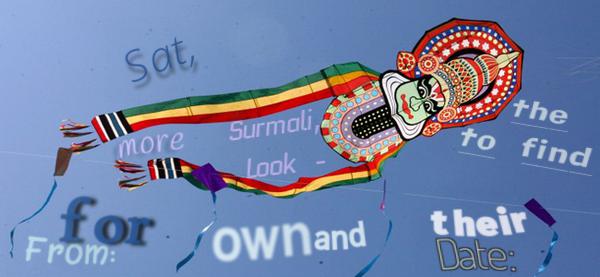 Sat,
more Surmali, the
Look - to find
for own and their
From: Date: